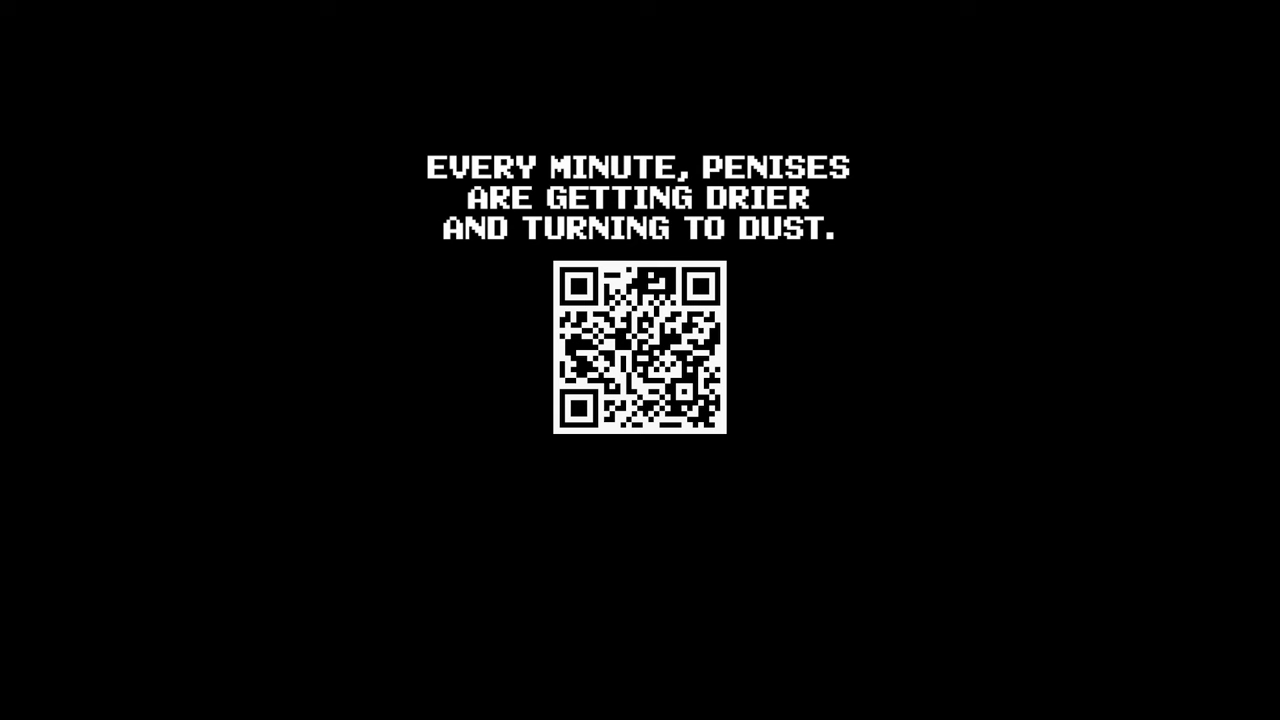 EVERY MINUTE, PENISES
ARE GETTING DRIER
AND TURNING TO DUST.